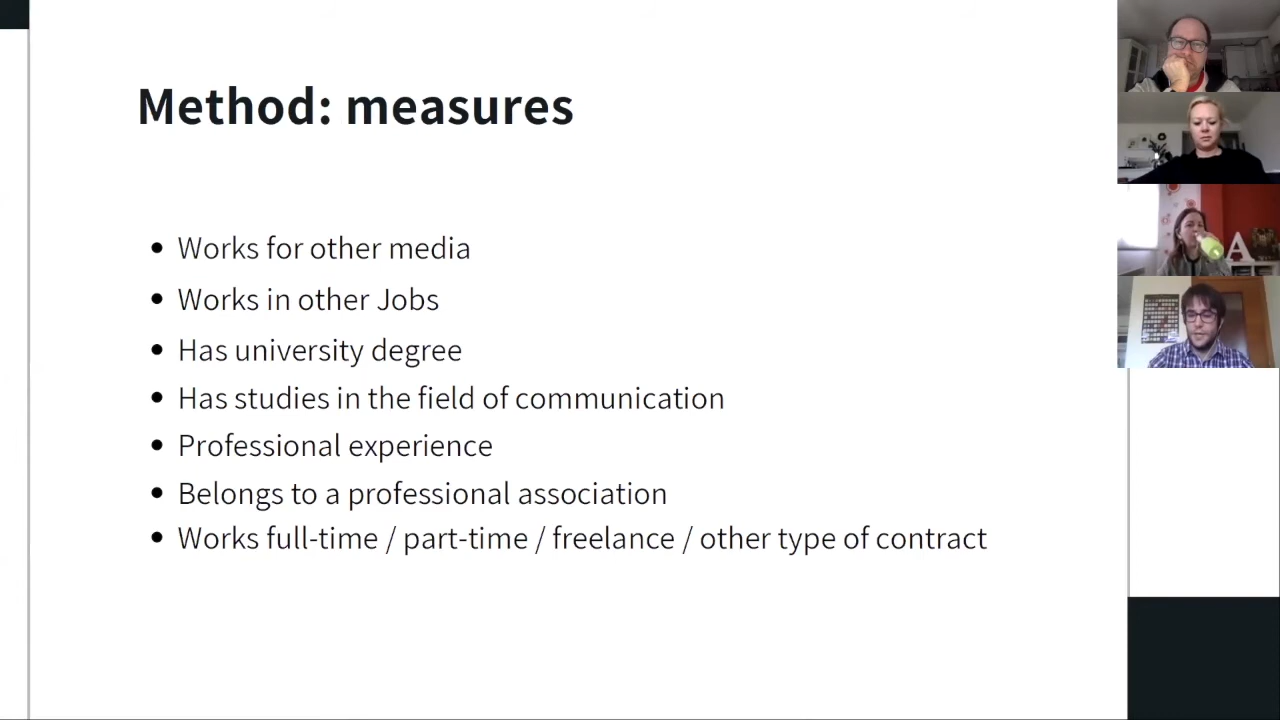 Method: measures
• Works for other media
• Works in other Jobs
• Has university degree
• Has studies in the field of communication
• Professional experience
• Belongs to a professional association
• Works full-time / part-time / freelance / other type of contract
A